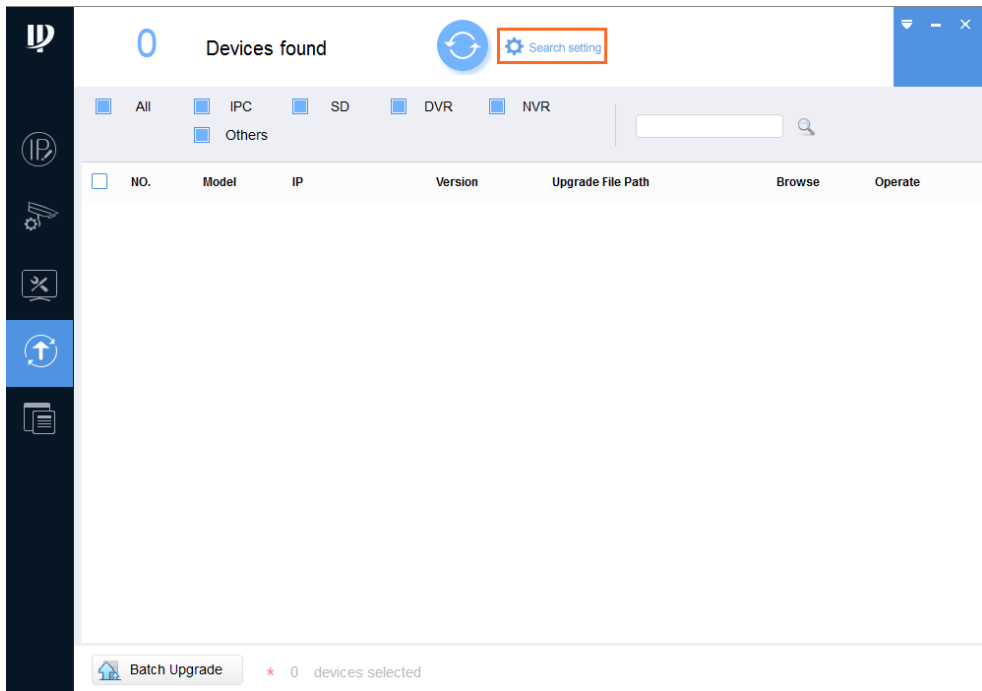 0 Devices found Search setting
All IPC SD DVR NVR
Others
IP
NO. Model IP Version Upgrade File Path Browse Operate
Batch Upgrade * 0 devices selected